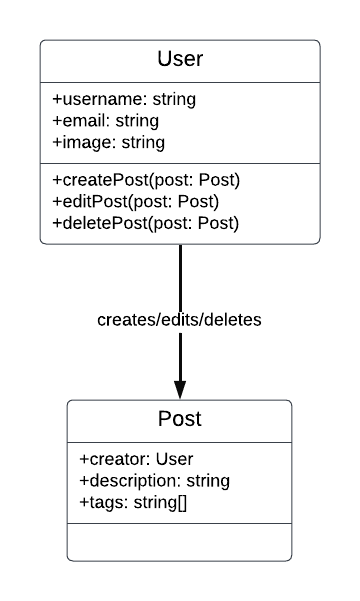 User
+username: string
+email: string
+image: string
+createPost(post: Post)
+editPost(post: Post)
+deletePost(post: Post)
creates/edits/deletes
Post
+creator: User
+description: string
+tags: string[]